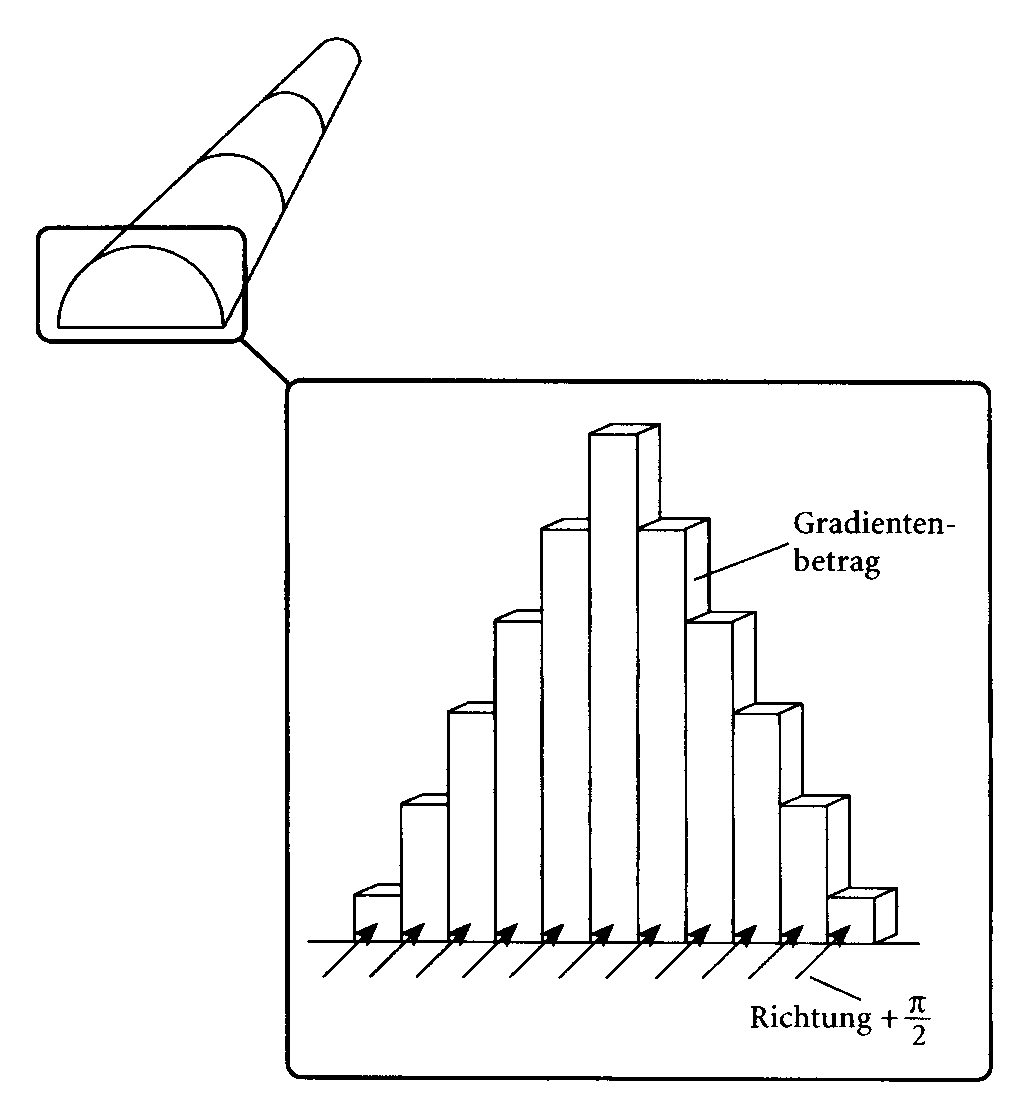 Gradienten-
betrag
Richtung + π/2